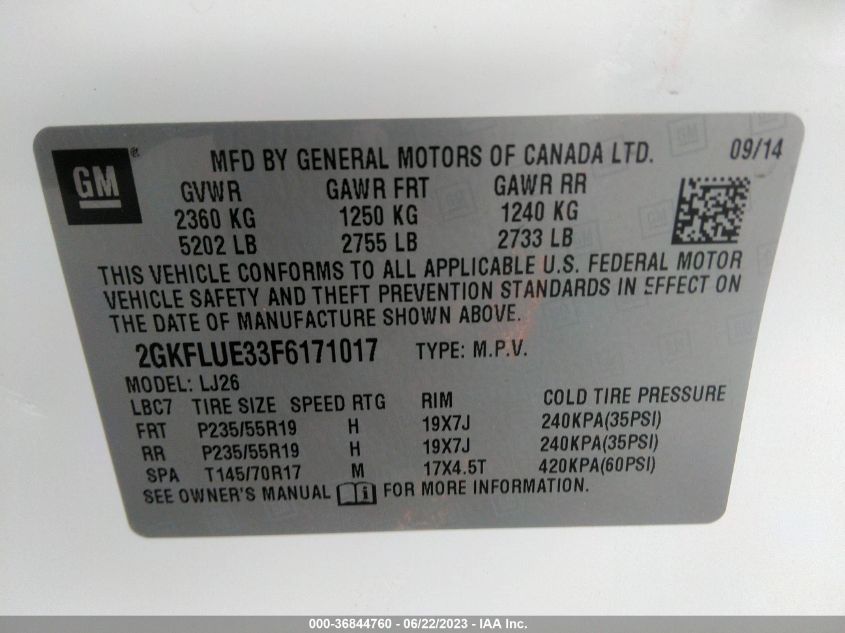 GM ® MFD BY GENERAL MOTORS OF CANADA LTD. 09/14
GVWR GAWR FRT GAWR RR
2360 KG 1250 KG 1240 KG
5202 LB 2755 LB 2733 LB
THIS VEHICLE CONFORMS TO ALL APPLICABLE U.S. FEDERAL MOTOR
VEHICLE SAFETY AND THEFT PREVENTION STANDARDS IN EFFECT ON
THE DATE OF MANUFACTURE SHOWN ABOVE.
2GKFLUE33F6171017 TYPE: M.P.V.
MODEL: LJ26
LBC7 TIRE SIZE SPEED RTG RIM COLD TIRE PRESSURE
FRT P235/55R19 H 19X7J 240KPA(35PSI)
RR P235/55R19 H 19X7J 240KPA(35PSI)
SPA T145/70R17 M 17X4.5T 420KPA(60PSI)
SEE OWNER'S MANUAL i FOR MORE INFORMATION.
000-36844760 - 06/22/2023 - IAA Inc.